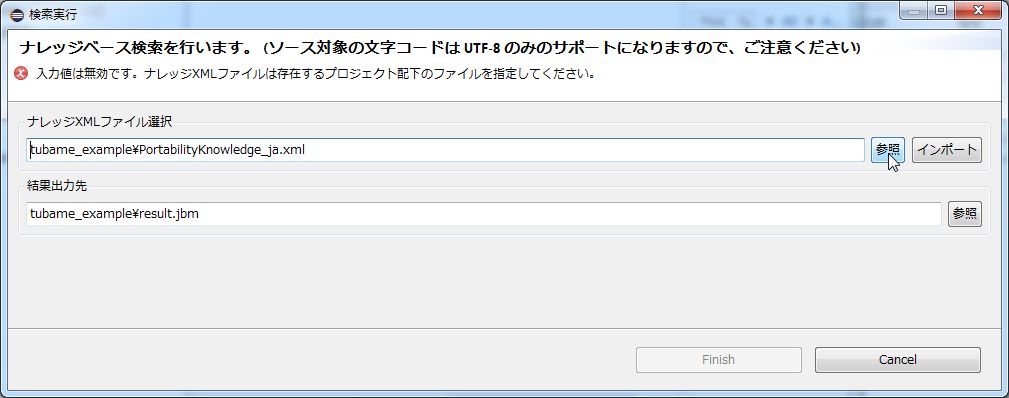 検索実行
ナレッジベース検索を行います。 (ソース対象の文字コードは UTF-8 のみのサポートになりますので、ご注意ください)
入力値は無効です。ナレッジXMLファイルは存在するプロジェクト配下のファイルを指定してください。
ナレッジXMLファイル選択
tubame_example¥PortabilityKnowledge_ja.xml 参照 インポート
結果出力先
tubame_example¥result.jbm 参照
Finish Cancel